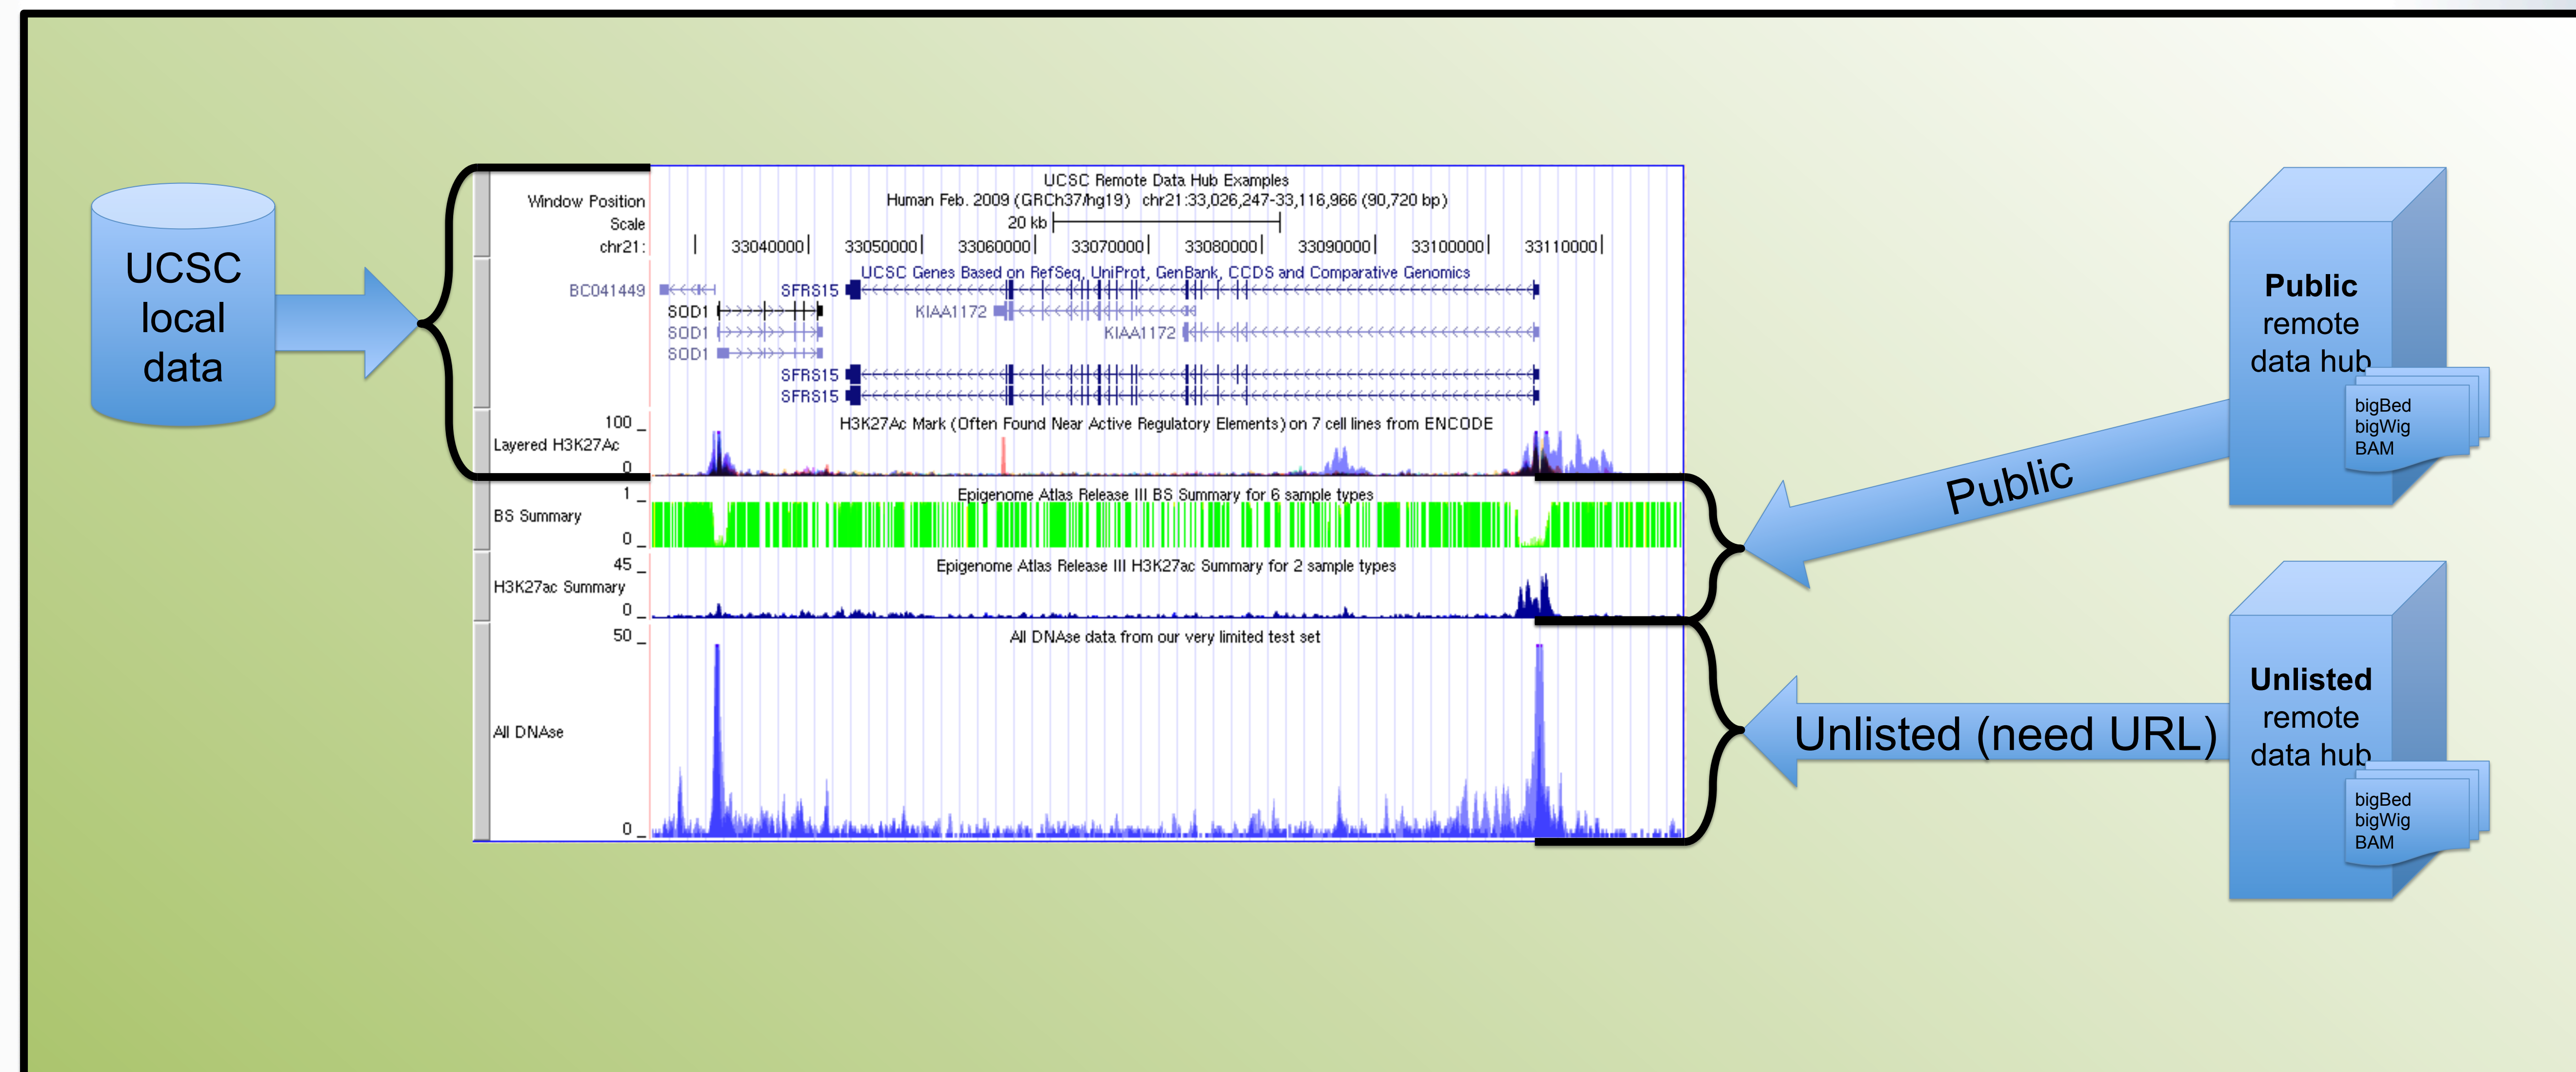 UCSC
local
data
UCSC Remote Data Hub Examples
Window Position
Human Feb. 2009 (GRCh37/hg19) chr21:33,026,247-33,116,966 (90,720 bp)
Scale
20 kb
chr21:
33040000
33050000
33060000
33070000
33080000
33090000
33100000
33110000
UCSC Genes Based on RefSeq, UniProt, GenBank, CCDS and Comparative Genomics
BC041449
SFRS15
SOD1
KIAA1172
SOD1
KIAA1172
SOD1
SFRS15
SFRS15
H3K27Ac Mark (Often Found Near Active Regulatory Elements) on 7 cell lines from ENCODE
100 _
Layered H3K27Ac
0 _
Epigenome Atlas Release III BS Summary for 6 sample types
1 _
BS Summary
0 _
Epigenome Atlas Release III H3K27ac Summary for 2 sample types
45 _
H3K27ac Summary
0 _
All DNAse data from our very limited test set
50 _
All DNAse
0 _
Public
Unlisted (need URL)
Public
remote
data hub
bigBed
bigWig
BAM
Unlisted
remote
data hub
bigBed
bigWig
BAM